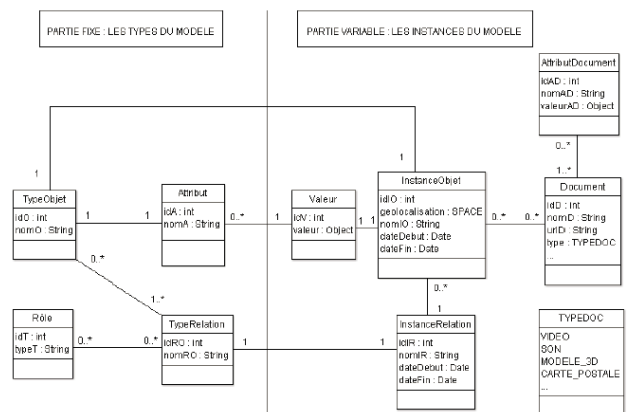 PARTIE FIXE : LES TYPES DU MODELE
PARTIE VARIABLE : LES INSTANCES DU MODELE
AttributDocument
idAD : int
nomAD : String
valeurAD : Object
0..*
1..*
1
1
TypeObjet
idO : int
nomO : String
1
1
Attribut
idA : int
nomA : String
0..*
1
Valeur
idV : int
valeur : Object
1
1
InstanceObjet
idIO : int
geolocalisation : SPACE
nomIO : String
dateDebut : Date
dateFin : Date
0..*
0..*
Document
idD : int
nomD : String
urlD : String
type : TYPEDOC
...
0..*
1..*
0..*
1
Rôle
idT : int
typeT : String
0..*
0..*
TypeRelation
idRO : int
nomRO : String
1
1
InstanceRelation
idIR : int
nomIR : String
dateDebut : Date
dateFin : Date
TYPEDOC
VIDEO
SON
MODELE_3D
CARTE_POSTALE
...